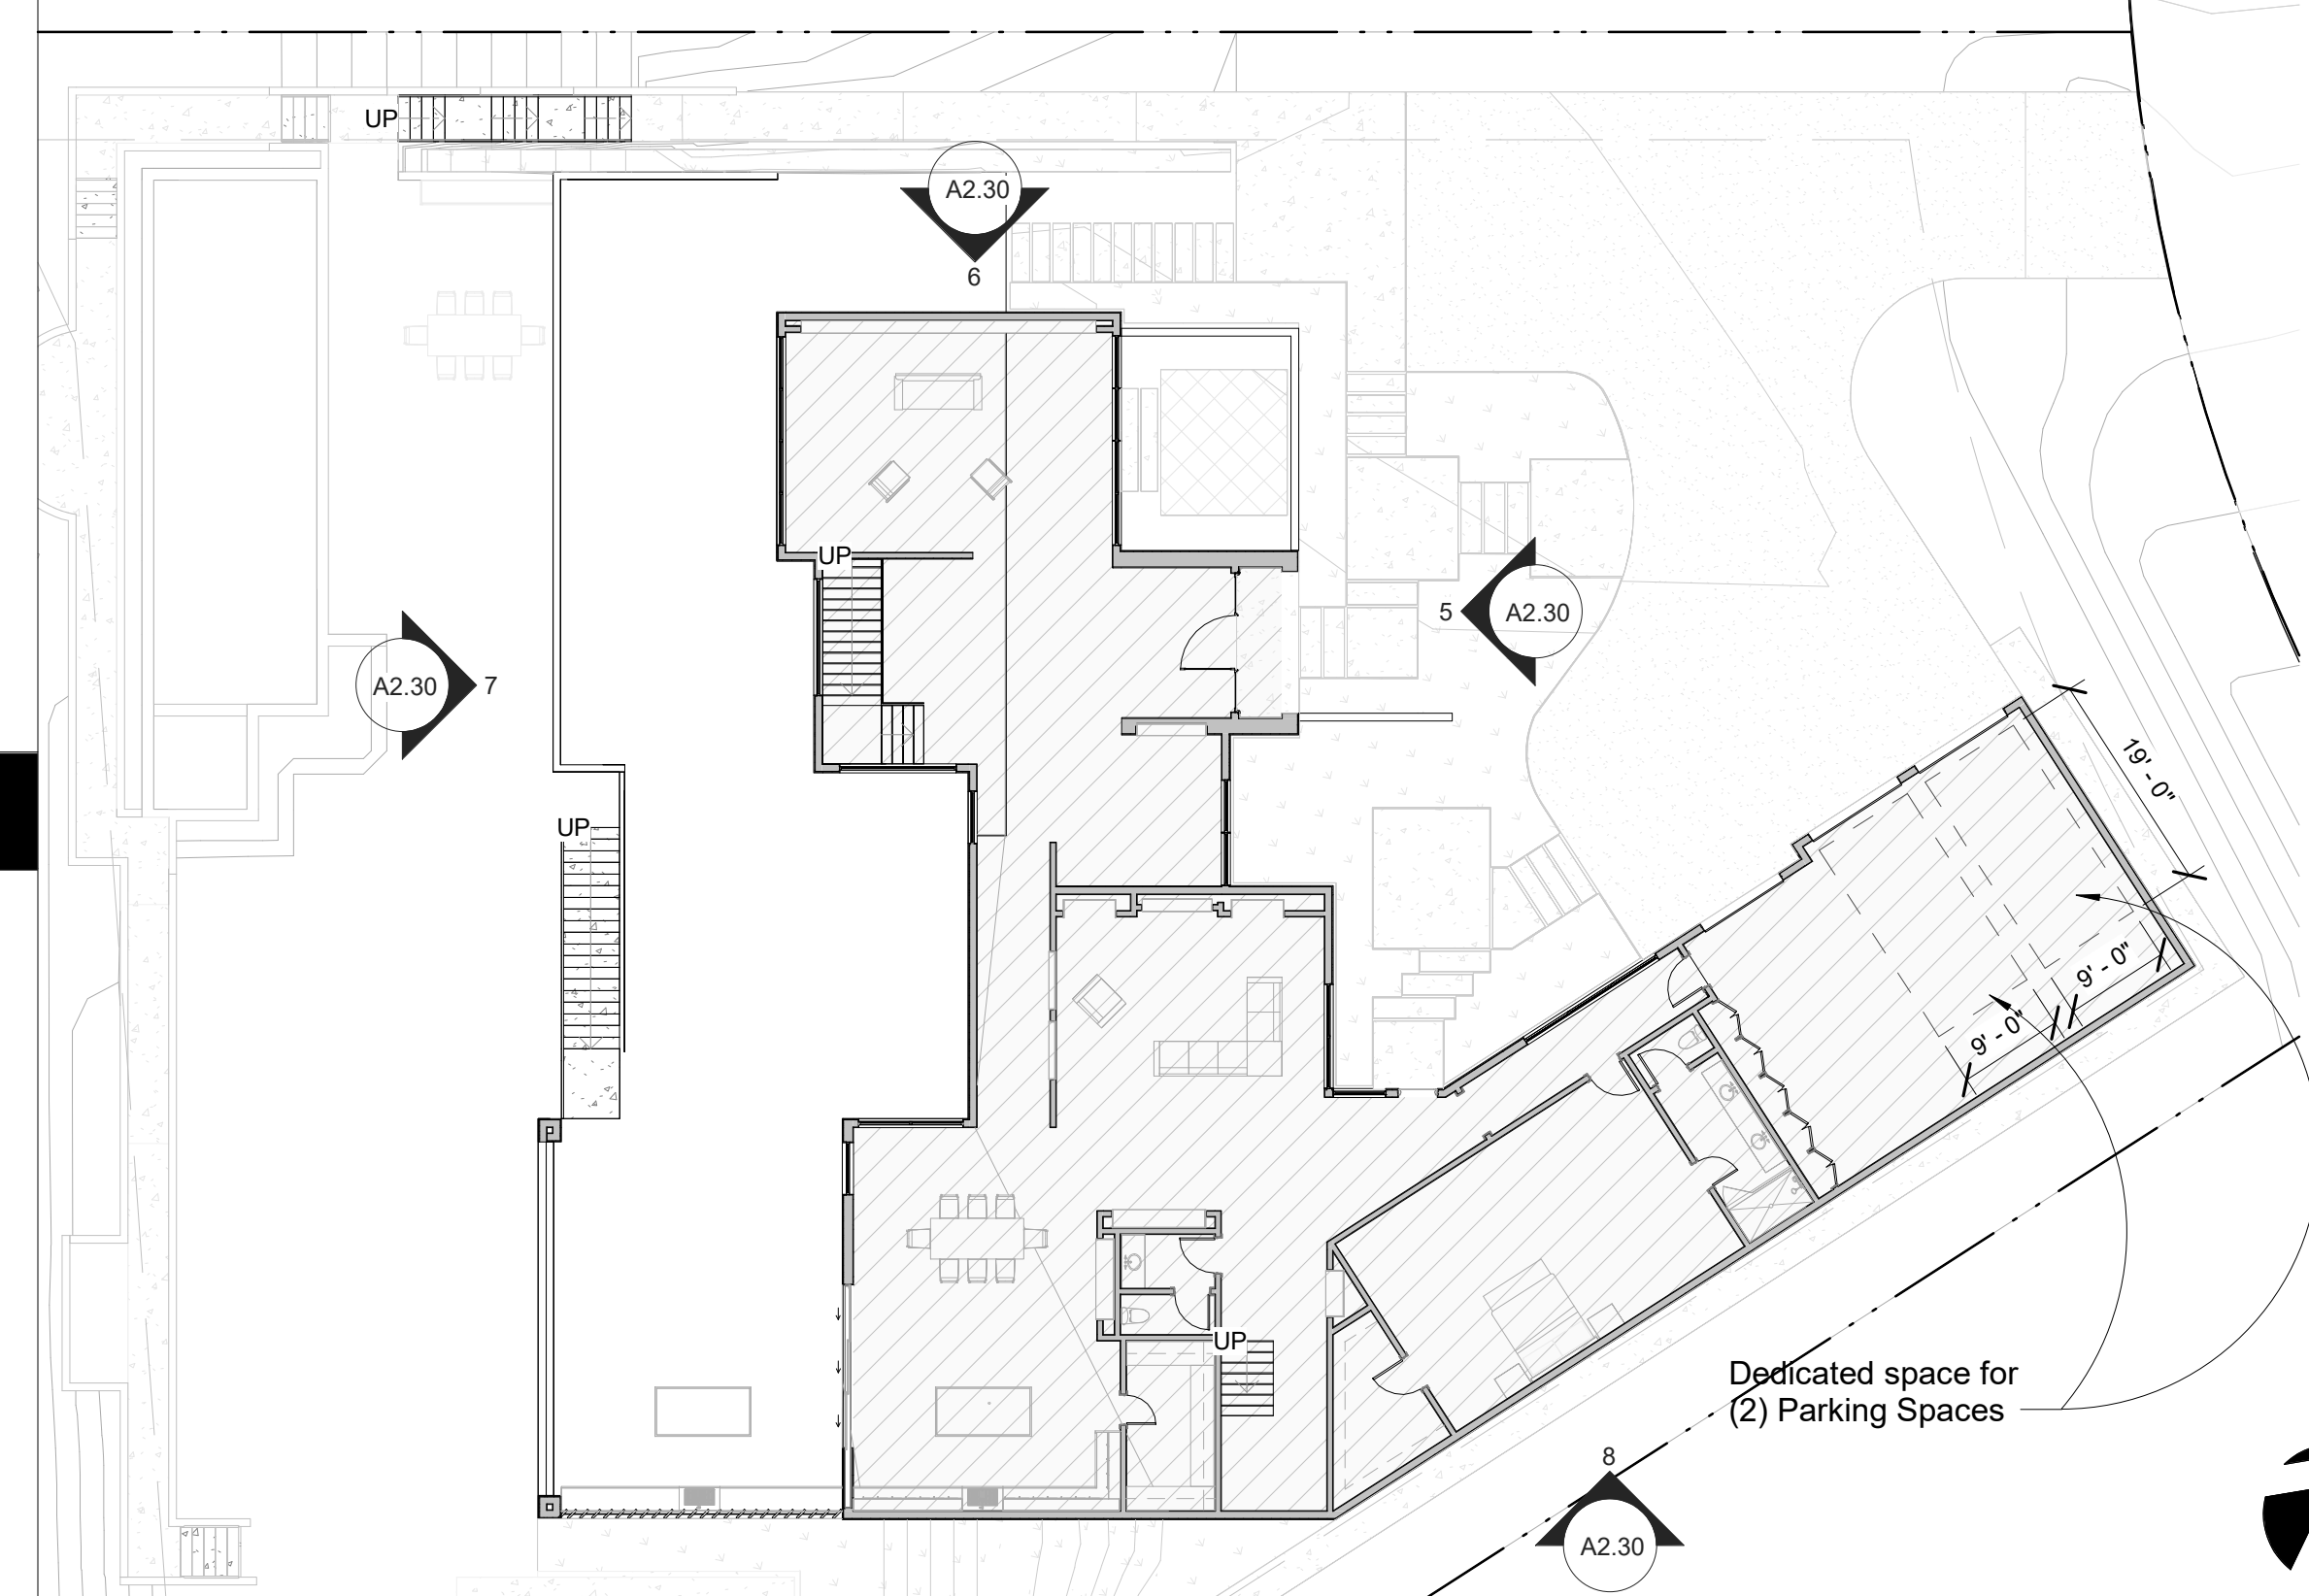 UP
A2.30
6
UP
5
A2.30
A2.30
7
19' - 0"
UP
9' - 0"
9' - 0"
UP
Dedicated space for
(2) Parking Spaces
8
A2.30